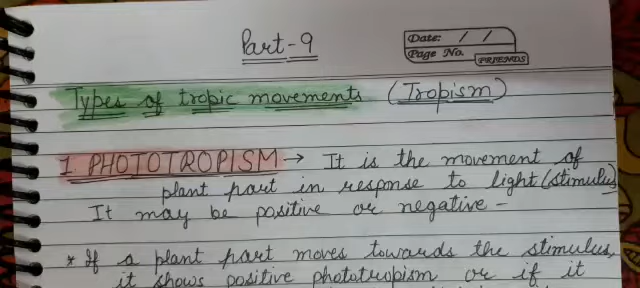 Part-9
Date: / /
Page No.
FRIENDS
Types of tropic movements (Tropism)
1. PHOTOTROPISM → It is the movement of
plant part in response to light (stimulus)
It may be positive or negative -
* If a plant part moves towards the stimulus,
it shows positive phototropism or if it